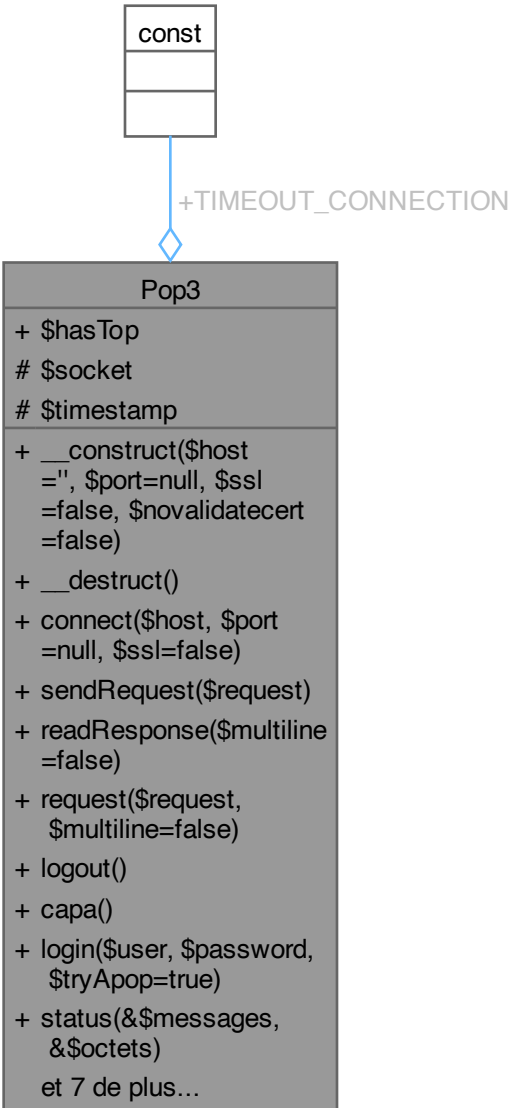 const
+TIMEOUT_CONNECTION
Pop3
+ $hasTop
# $socket
# $timestamp
+ __construct($host
='', $port=null, $ssl
=false, $novalidatecert
=false)
+ __destruct()
+ connect($host, $port
=null, $ssl=false)
+ sendRequest($request)
+ readResponse($multiline
=false)
+ request($request,
$multiline=false)
+ logout()
+ capa()
+ login($user, $password,
$tryApop=true)
+ status(&$messages,
&$octets)
et 7 de plus...